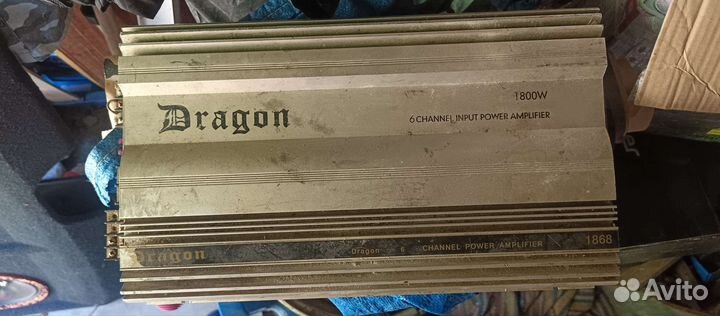 Dragon
1800W
6 CHANNEL INPUT POWER AMPLIFIER
Dragon
Dragon 6 CHANNEL POWER AMPLIFIER
1868
Avito